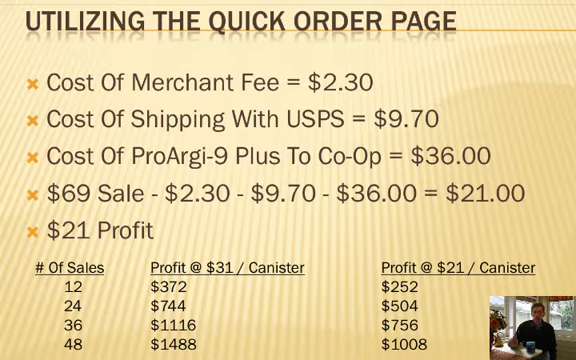 UTILIZING THE QUICK ORDER PAGE
Cost Of Merchant Fee = $2.30
Cost Of Shipping With USPS = $9.70
Cost Of ProArgi-9 Plus To Co-Op = $36.00
$69 Sale - $2.30 - $9.70 - $36.00 = $21.00
$21 Profit
# Of Sales Profit @ $31 / Canister Profit @ $21 / Canister
12 $372 $252
24 $744 $504
36 $1116 $756
48 $1488 $1008